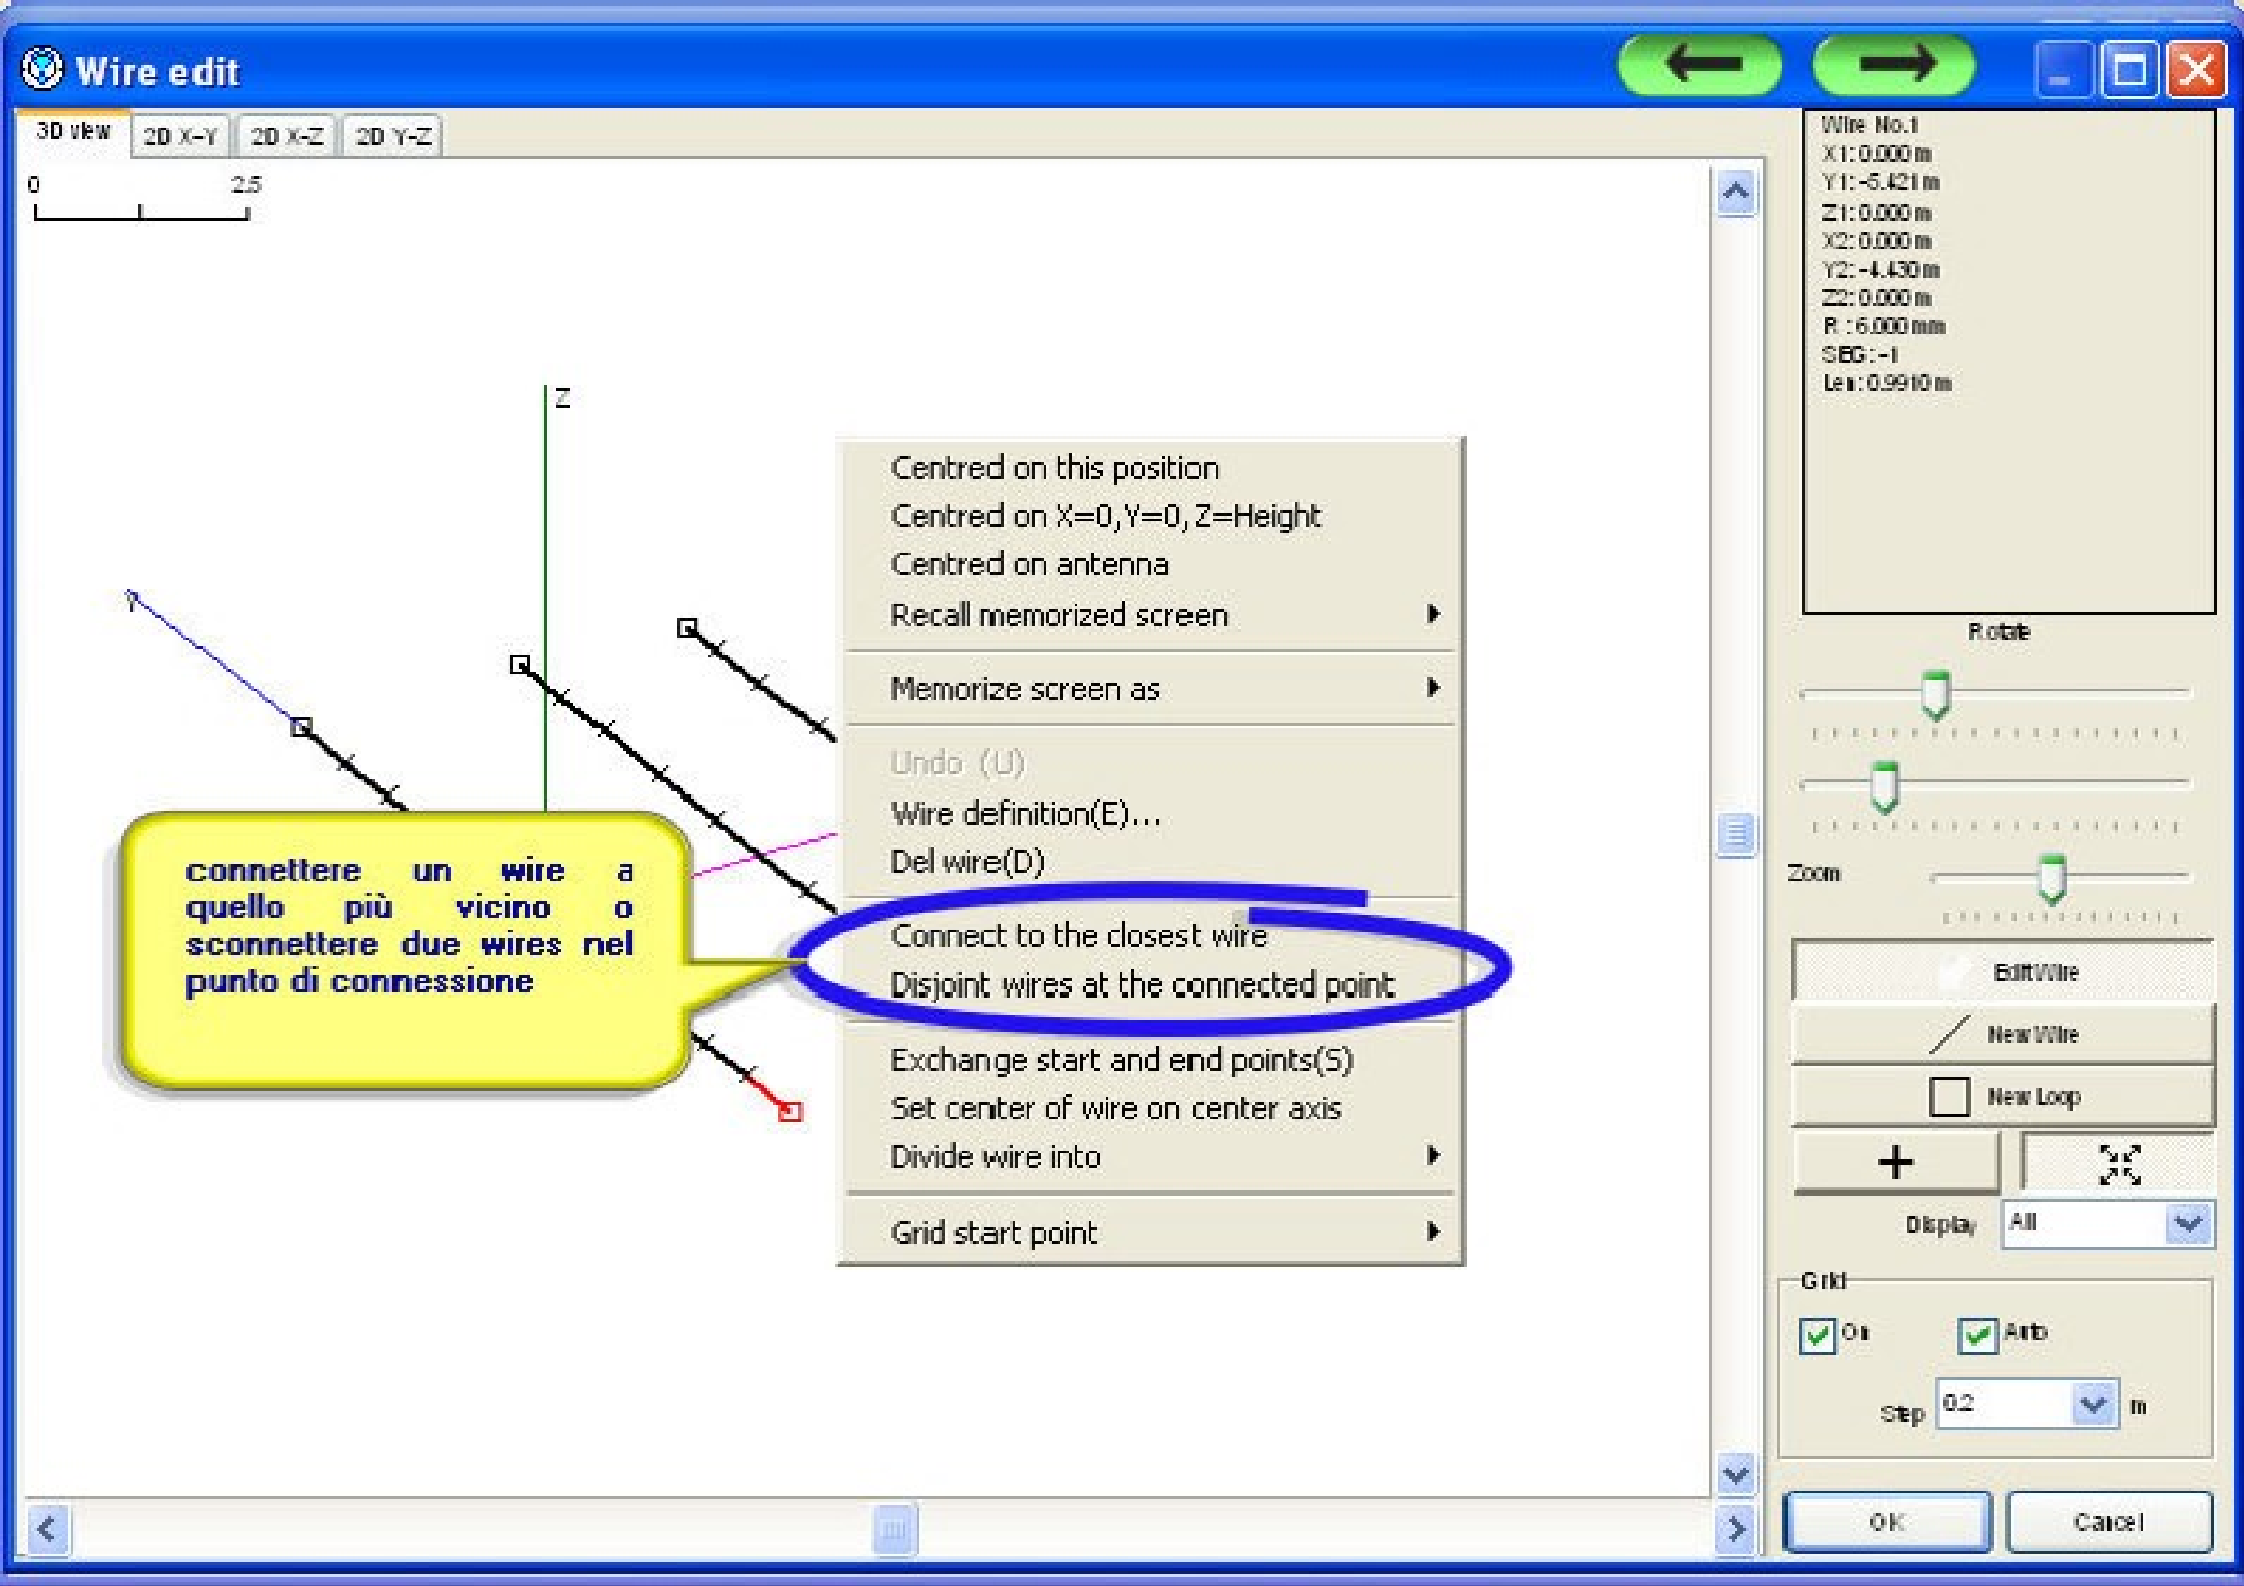 Wire edit
3D view
2D X-Y
2D X-Z
2D Y-Z
0
2.5
Z
Y
Centred on this position
Centred on X=0,Y=0, Z=Height
Centred on antenna
Recall memorized screen
Memorize screen as
Undo (U)
Wire definition(E)...
Del wire(D)
Connect to the closest wire
Disjoint wires at the connected point
Exchange start and end points(S)
Set center of wire on center axis
Divide wire into
Grid start point
connettere un wire a
quello più vicino o
sconnettere due wires nel
punto di connessione
Wire No.1
X1: 0.000 m
Y1: -5.421 m
Z1: 0.000 m
X2: 0.000 m
Y2: -4.430 m
Z2: 0.000 m
R : 6.000 mm
SEG : -1
Len: 0.9910 m
Rotate
Zoom
Edit Wire
New Wire
New Loop
Display All
Grid
On
Auto
Step 0.2 m
OK
Cancel